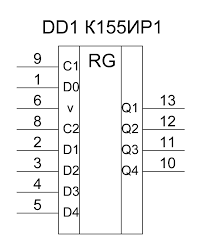 DD1 К155ИР1
RG
9 C1
1 D0
6 v Q1 13
8 C2 Q2 12
2 D1 Q3 11
3 D2 Q4 10
4 D3
5 D4